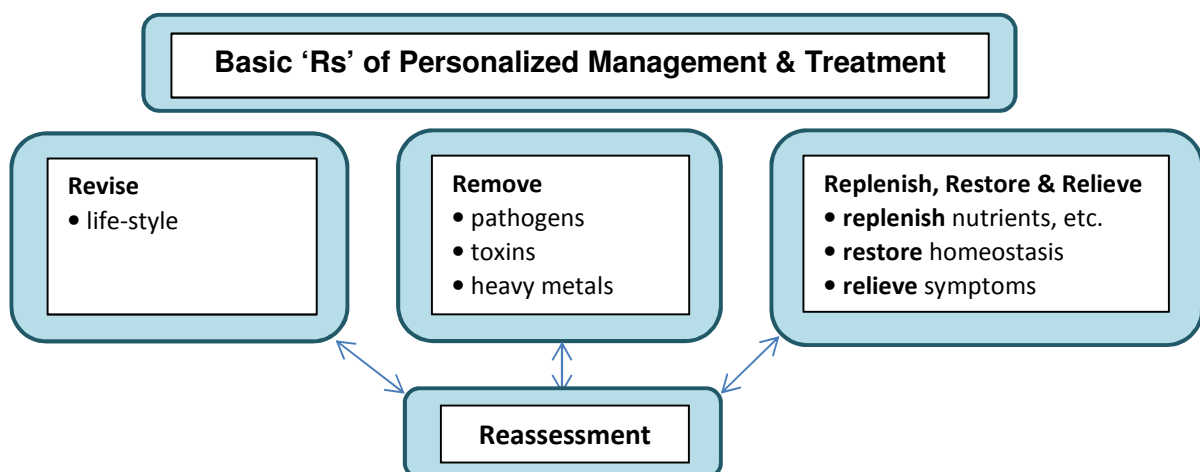 Basic ‘Rs’ of Personalized Management & Treatment
Revise
• life-style
Remove
• pathogens
• toxins
• heavy metals
Replenish, Restore & Relieve
• replenish nutrients, etc.
• restore homeostasis
• relieve symptoms
Reassessment